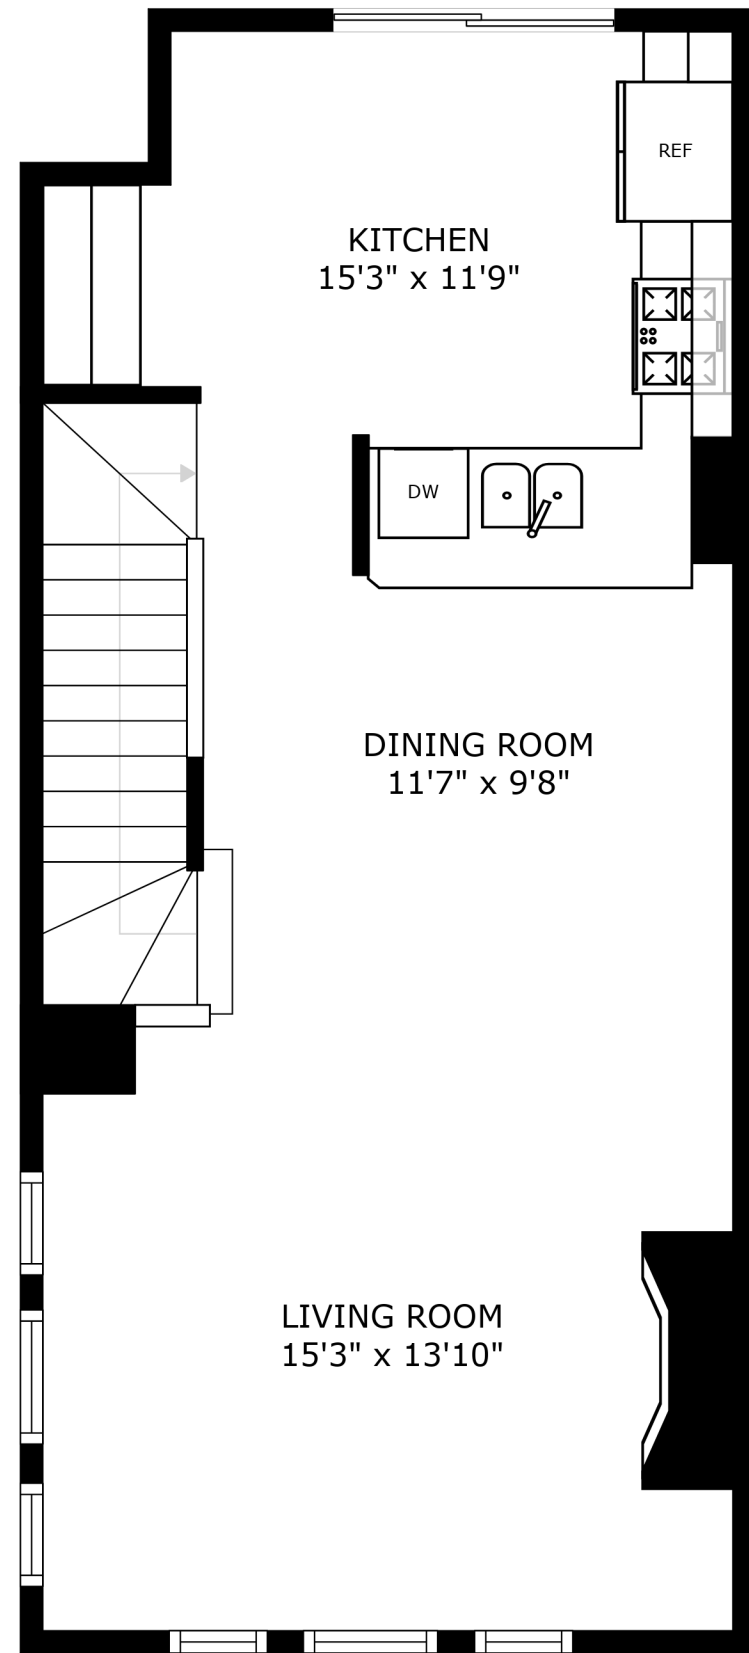 REF
KITCHEN
15'3" x 11'9"
DW
DINING ROOM
11'7" x 9'8"
LIVING ROOM
15'3" x 13'10"